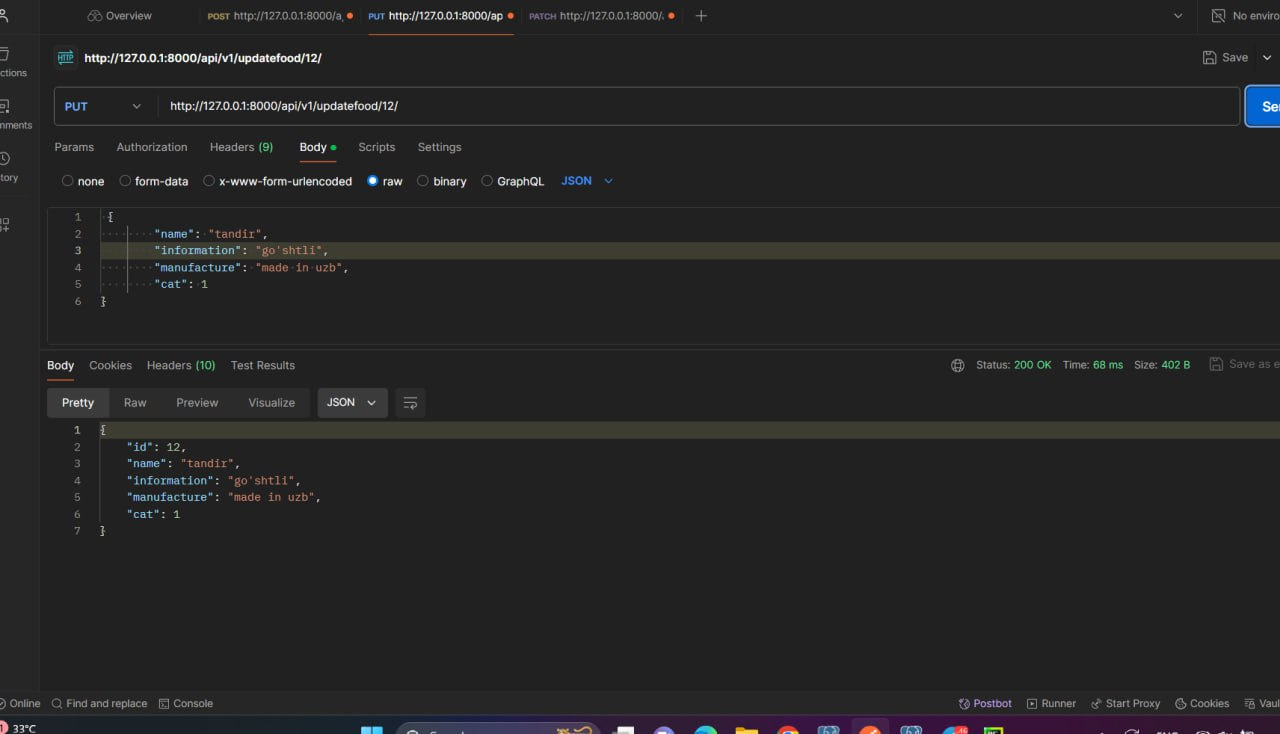 Overview
POST http://127.0.0.1:8000/a
PUT http://127.0.0.1:8000/ap
PATCH http://127.0.0.1:8000/
No enviro
ctions
nments
tory
HTTP http://127.0.0.1:8000/api/v1/updatefood/12/
Save
PUT http://127.0.0.1:8000/api/v1/updatefood/12/
Se
Params Authorization Headers (9) Body Scripts Settings
none form-data x-www-form-urlencoded raw binary GraphQL JSON
1 {
2 "name": "tandir",
3 "information": "go'shtli",
4 "manufacture": "made in uzb",
5 "cat": 1
6 }
Body Cookies Headers (10) Test Results Status: 200 OK Time: 68 ms Size: 402 B Save as e
Pretty Raw Preview Visualize JSON
1 {
2 "id": 12,
3 "name": "tandir",
4 "information": "go'shtli",
5 "manufacture": "made in uzb",
6 "cat": 1
7 }
Online Find and replace Console Postbot Runner Start Proxy Cookies Vaul
33°C